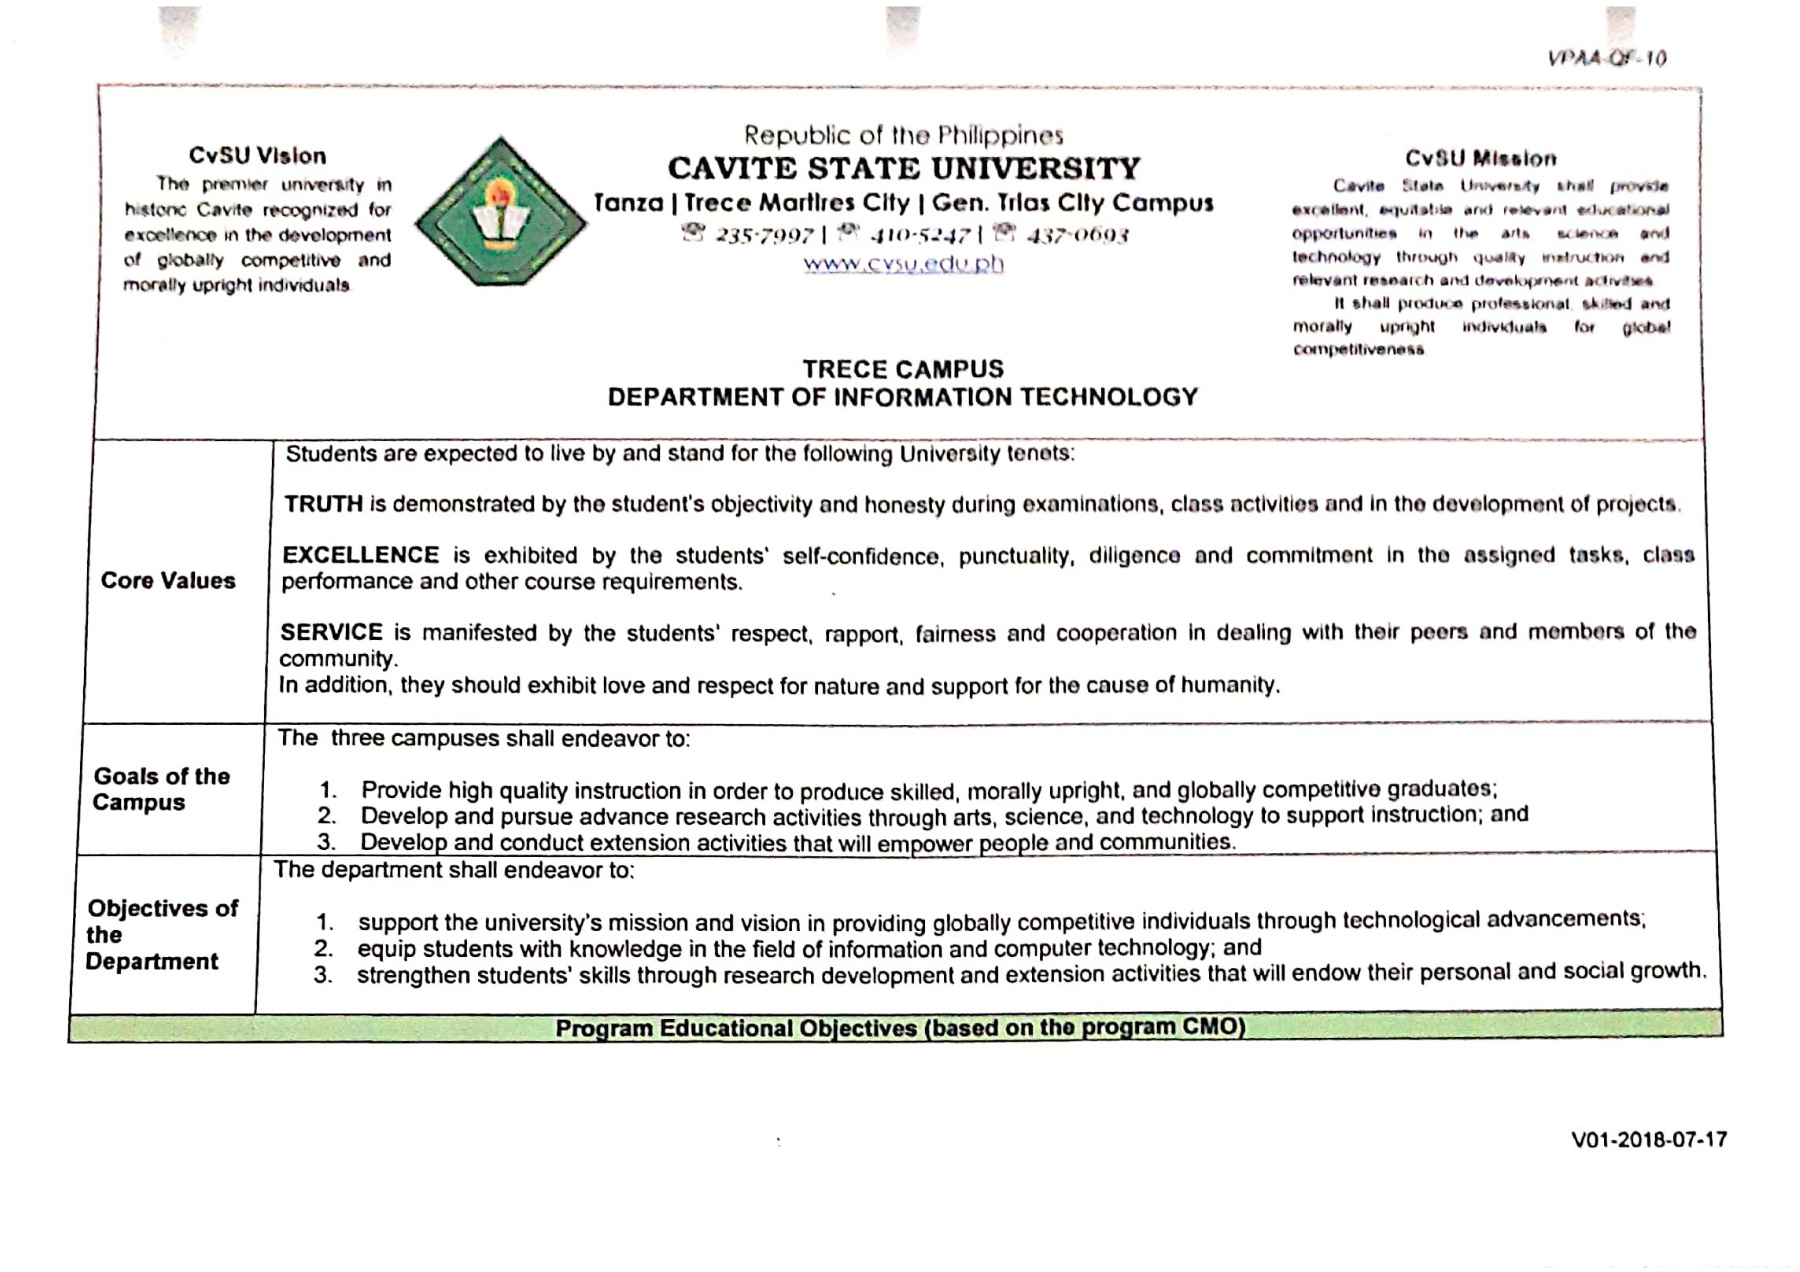 VPAA-QF-10
CvSU Vision
The premier university in
historic Cavite recognized for
excellence in the development
of globally competitive and
morally upright individuals
Republic of the Philippines
CAVITE STATE UNIVERSITY
Tanza | Trece Martires City | Gen. Trias City Campus
☎ 235-7997 | ☎ 410-5247 | ☎ 437-0693
www.cvsu.edu.ph
CvSU Mission
Cavite State University shall provide
excellent, equitable and relevant educational
opportunities in the arts science and
technology through quality instruction and
relevant research and development activities
It shall produce professional, skilled and
morally upright individuals for global
competitiveness
TRECE CAMPUS
DEPARTMENT OF INFORMATION TECHNOLOGY
Core Values
Students are expected to live by and stand for the following University tenets:
TRUTH is demonstrated by the student's objectivity and honesty during examinations, class activities and in the development of projects.
EXCELLENCE is exhibited by the students' self-confidence, punctuality, diligence and commitment in the assigned tasks, class
performance and other course requirements.
SERVICE is manifested by the students' respect, rapport, fairness and cooperation in dealing with their peers and members of the
community.
In addition, they should exhibit love and respect for nature and support for the cause of humanity.
Goals of the
Campus
The three campuses shall endeavor to:
1. Provide high quality instruction in order to produce skilled, morally upright, and globally competitive graduates;
2. Develop and pursue advance research activities through arts, science, and technology to support instruction; and
3. Develop and conduct extension activities that will empower people and communities.
Objectives of
the
Department
The department shall endeavor to:
1. support the university's mission and vision in providing globally competitive individuals through technological advancements;
2. equip students with knowledge in the field of information and computer technology; and
3. strengthen students' skills through research development and extension activities that will endow their personal and social growth.
Program Educational Objectives (based on the program CMO)
V01-2018-07-17